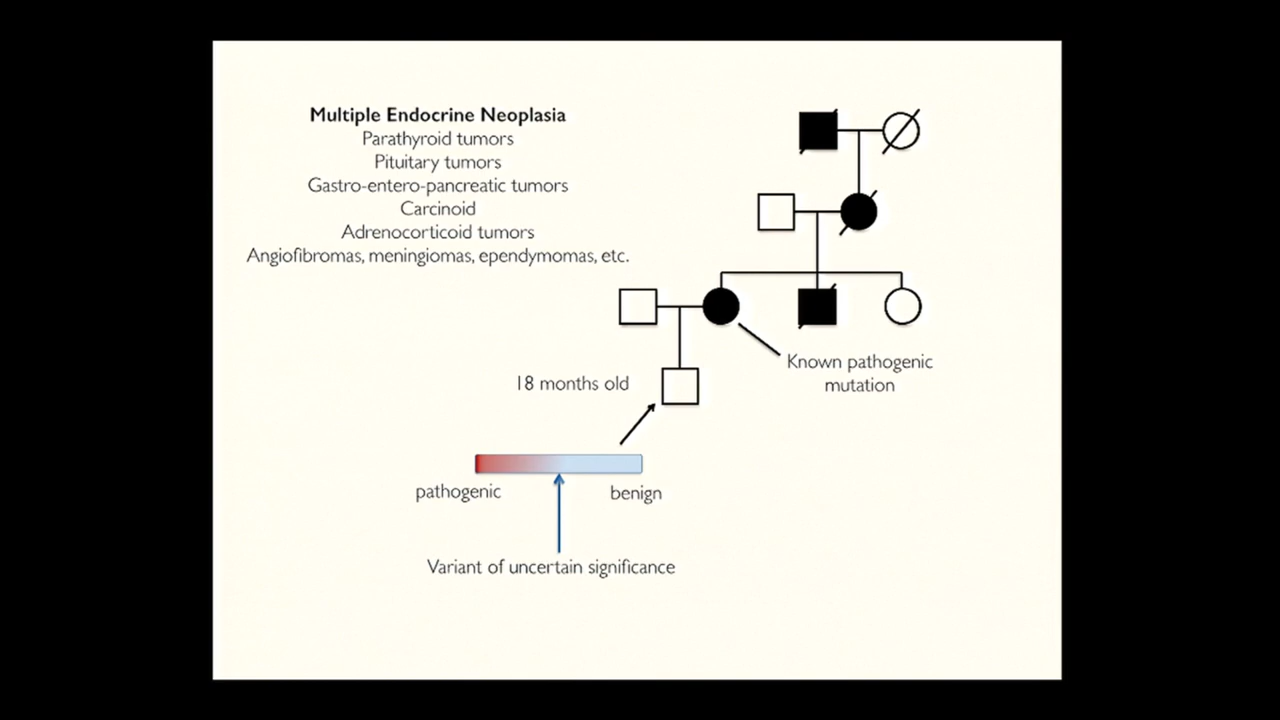 Multiple Endocrine Neoplasia
Parathyroid tumors
Pituitary tumors
Gastro-entero-pancreatic tumors
Carcinoid
Adrenocorticoid tumors
Angiofibromas, meningiomas, ependymomas, etc.
Known pathogenic
mutation
18 months old
pathogenic
benign
Variant of uncertain significance